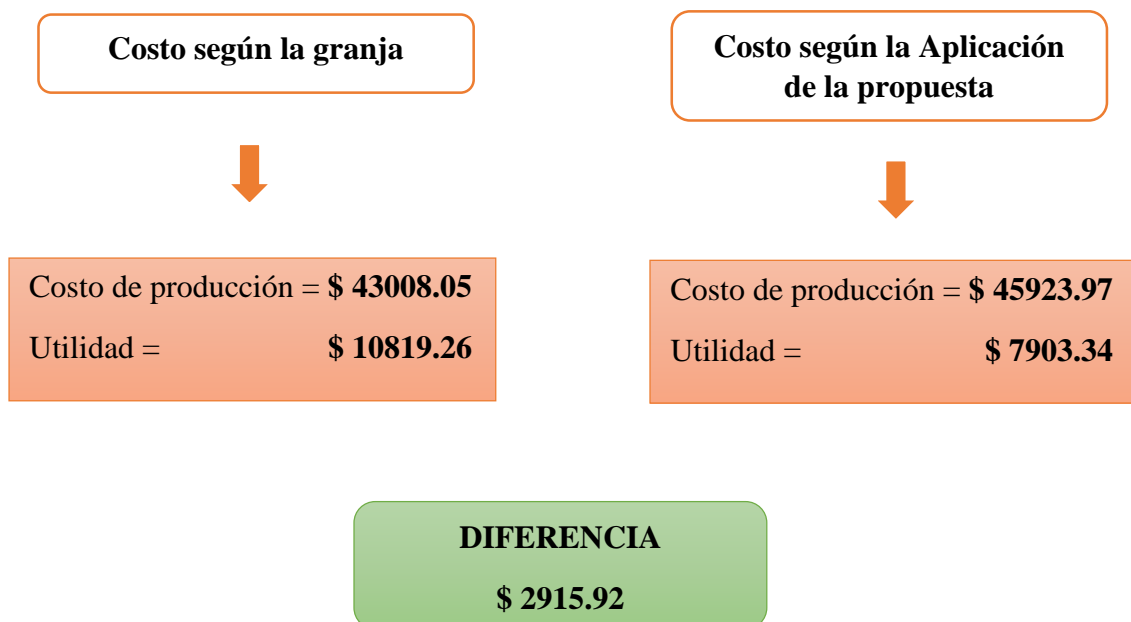 Costo según la granja
Costo según la Aplicación
de la propuesta
Costo de producción = $ 43008.05
Utilidad = $ 10819.26
Costo de producción = $ 45923.97
Utilidad = $ 7903.34
DIFERENCIA
$ 2915.92